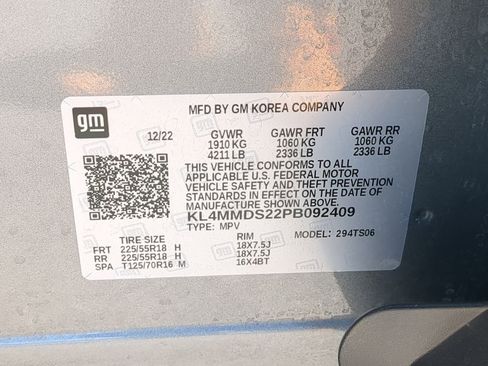 gm
MFD BY GM KOREA COMPANY
12/22 GVWR GAWR FRT GAWR RR
1910 KG 1060 KG 1060 KG
4211 LB 2336 LB 2336 LB
THIS VEHICLE CONFORMS TO ALL
APPLICABLE U.S. FEDERAL MOTOR
VEHICLE SAFETY AND THEFT PREVENTION
STANDARDS IN EFFECT ON THE DATE OF
MANUFACTURE SHOWN ABOVE.
KL4MMDS22PB092409
TYPE: MPV
TIRE SIZE RIM MODEL: 294TS06
FRT 225/55R18 H 18X7.5J
RR 225/55R18 H 18X7.5J
SPA T125/70R16 M 16X4BT